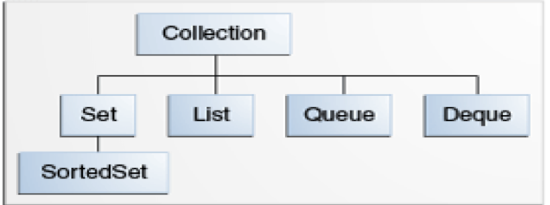 Collection
Set List Queue Deque
SortedSet